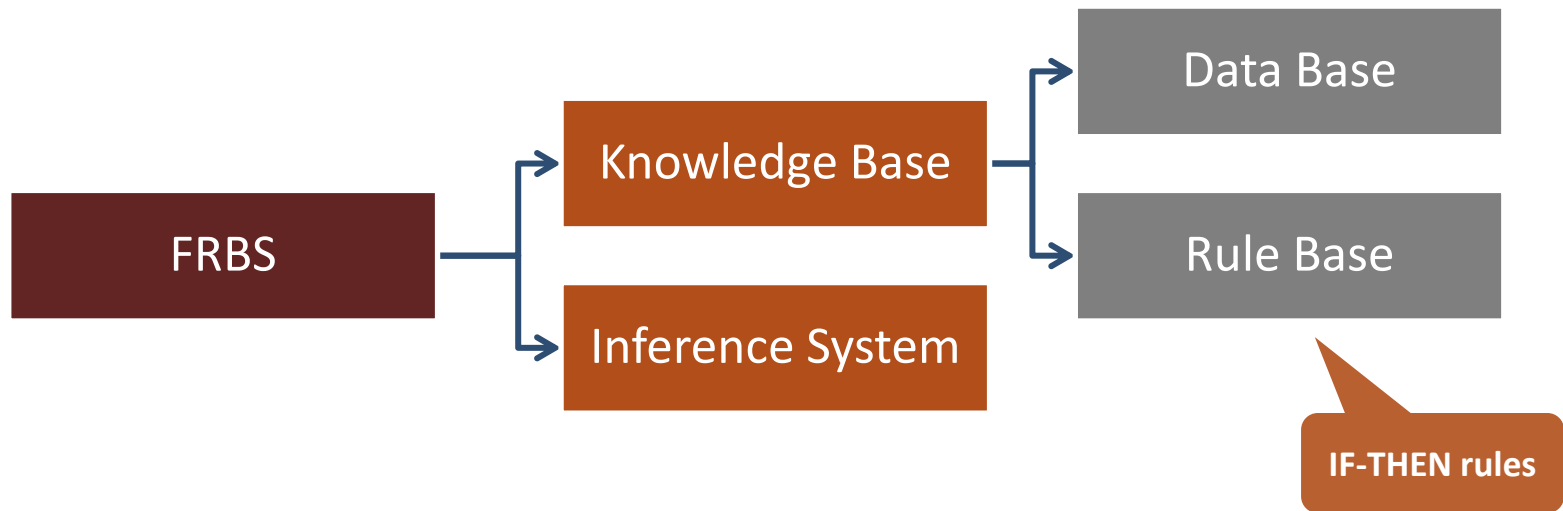 FRBS
Knowledge Base
Inference System
Data Base
Rule Base
IF-THEN rules